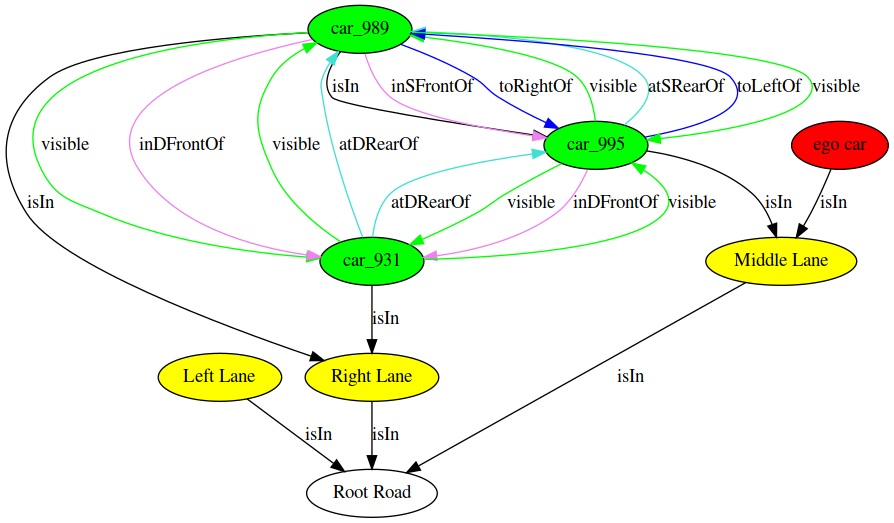 car_989
isIn
inSFrontOf
toRightOf
visible
atSRearOf
toLeftOf
visible
visible
inDFrontOf
visible
atDRearOf
car_995
ego car
isIn
atDRearOf
visible
inDFrontOf
visible
isIn
isIn
car_931
Middle Lane
isIn
Left Lane
Right Lane
isIn
isIn
isIn
Root Road